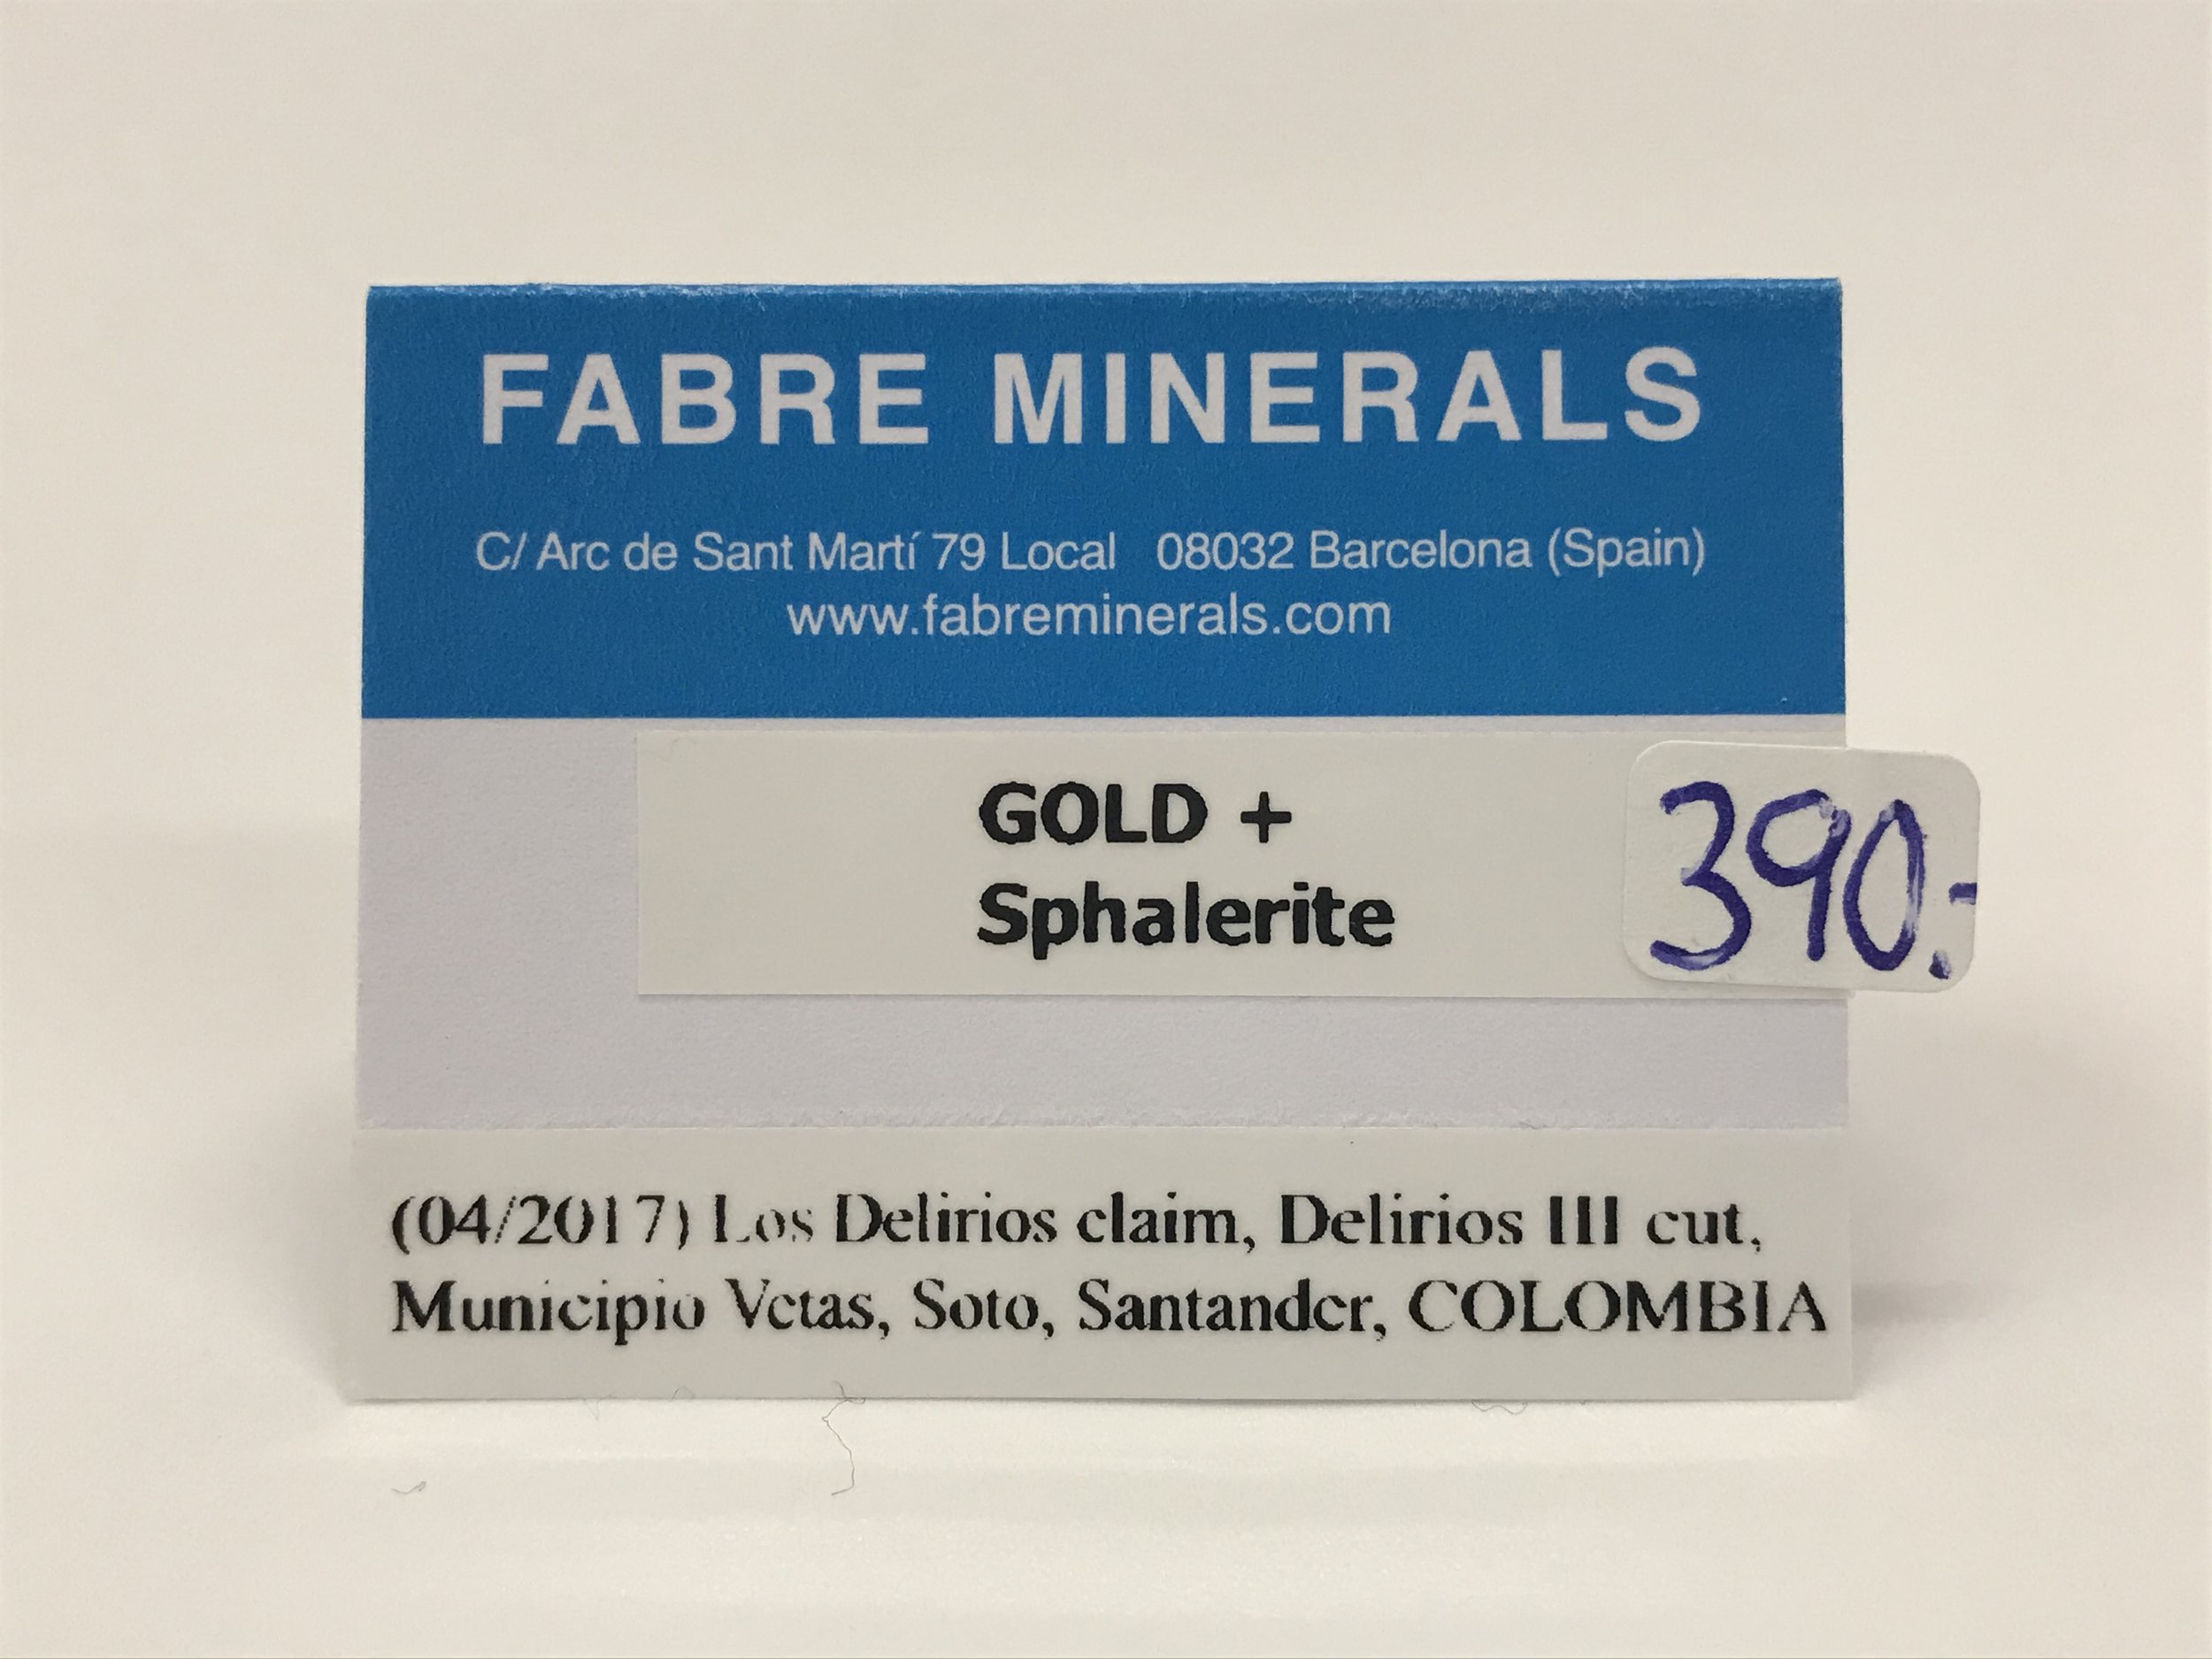 FABRE MINERALS
C/ Arc de Sant Martí 79 Local 08032 Barcelona (Spain)
www.fabreminerals.com
GOLD +
Sphalerite
390.-
(04/2017) Los Delirios claim, Delirios III cut,
Municipio Vetas, Soto, Santander, COLOMBIA